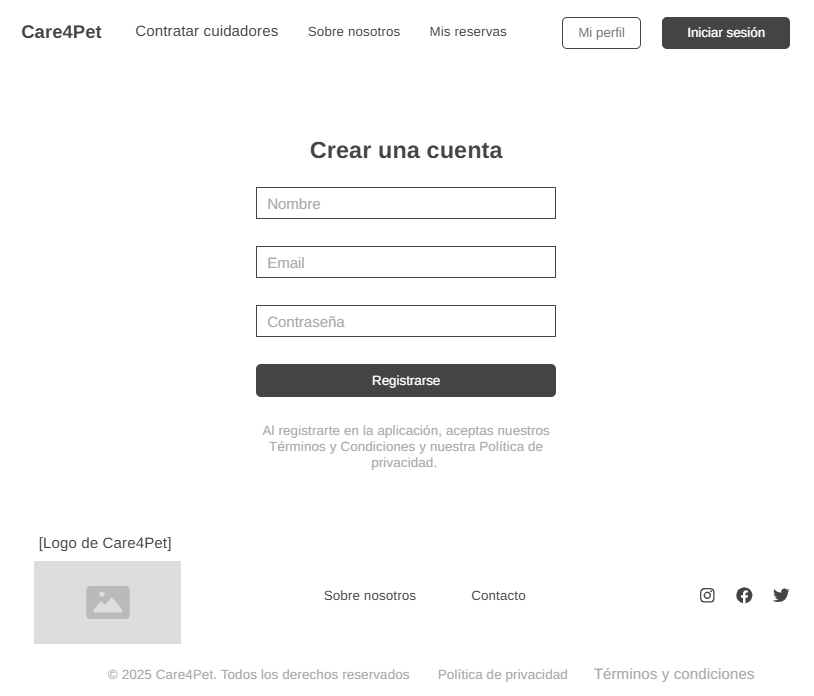 Care4Pet Contratar cuidadores Sobre nosotros Mis reservas Mi perfil Iniciar sesión
Crear una cuenta
Nombre
Email
Contraseña
Registrarse
Al registrarte en la aplicación, aceptas nuestros
Términos y Condiciones y nuestra Política de
privacidad.
[Logo de Care4Pet]
Sobre nosotros Contacto
© 2025 Care4Pet. Todos los derechos reservados Política de privacidad Términos y condiciones